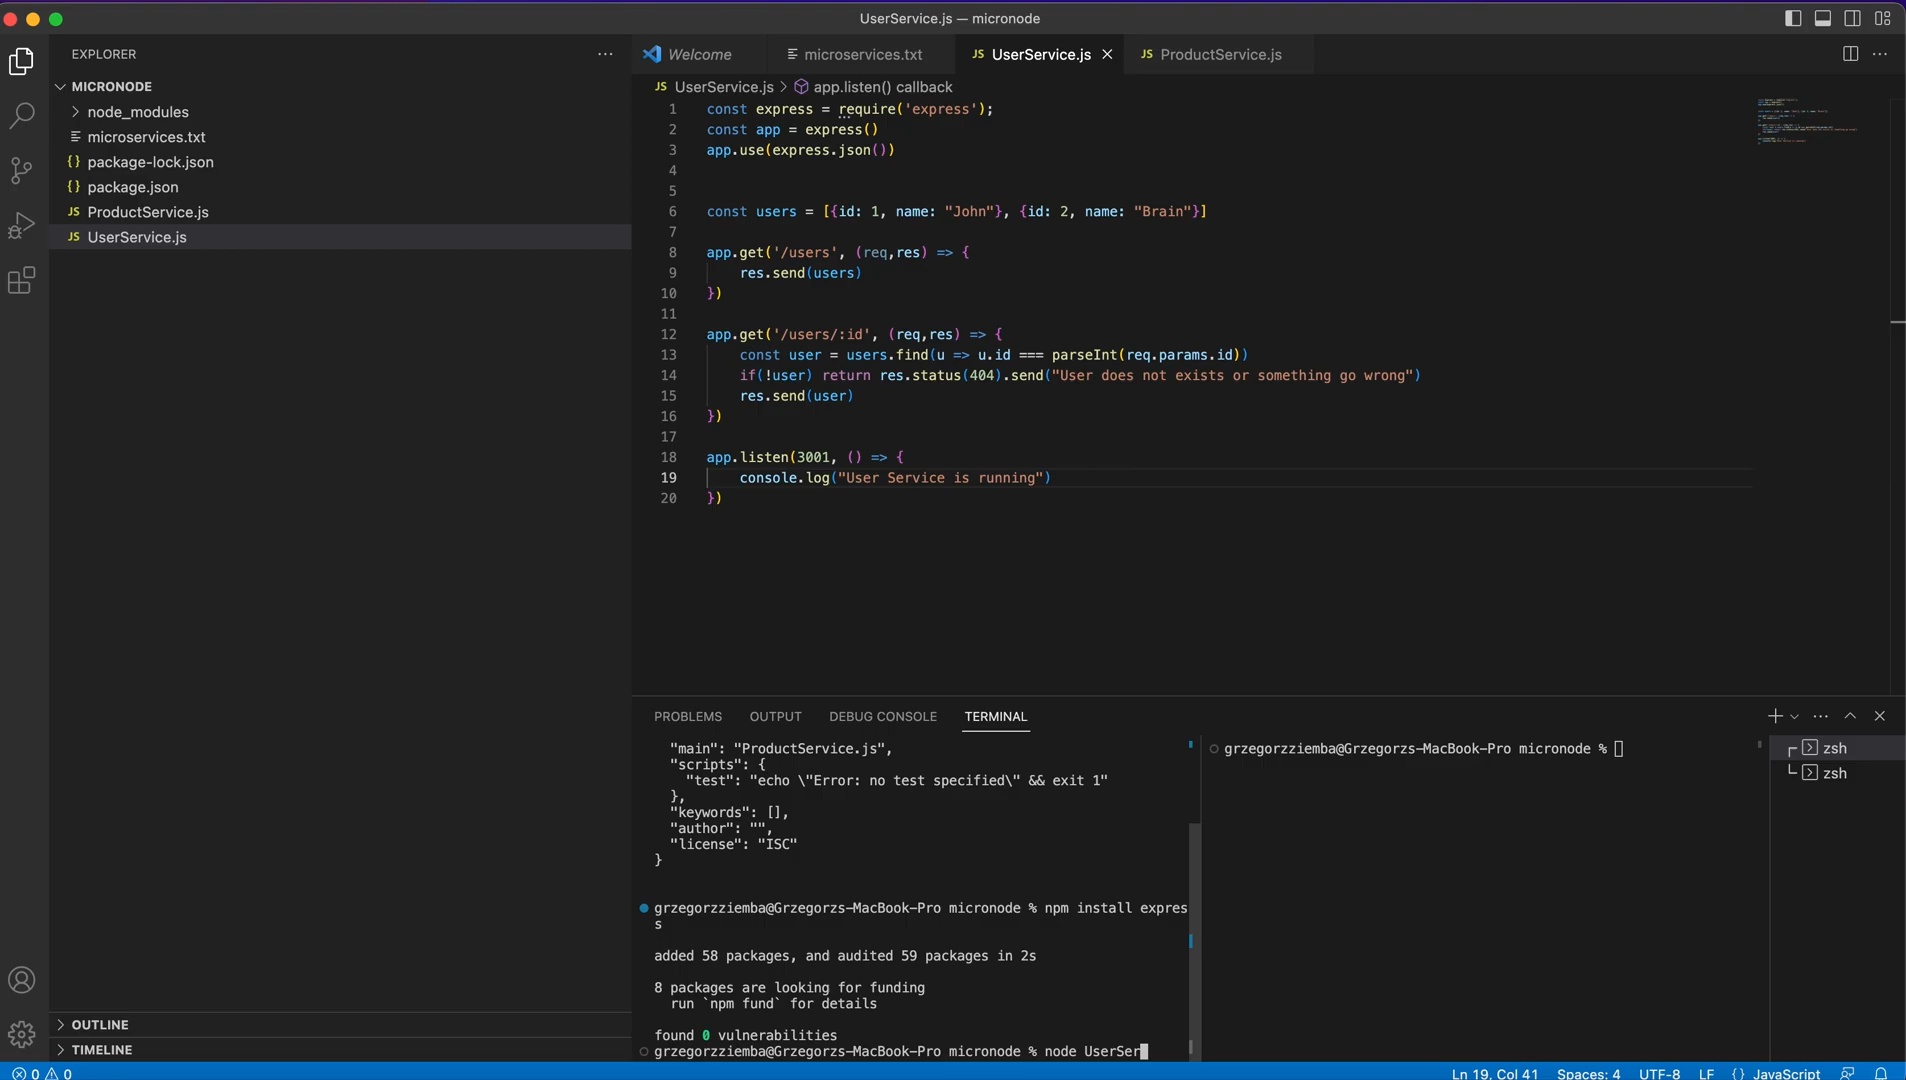 UserService.js — micronode
EXPLORER
MICRONODE
node_modules
microservices.txt
{} package-lock.json
{} package.json
JS ProductService.js
JS UserService.js
OUTLINE
TIMELINE
Welcome
microservices.txt
JS UserService.js
JS ProductService.js
JS UserService.js > app.listen() callback
1 const express = require('express');
2 const app = express()
3 app.use(express.json())
4
5
6 const users = [{id: 1, name: "John"}, {id: 2, name: "Brain"}]
7
8 app.get('/users', (req,res) => {
9 res.send(users)
10 })
11
12 app.get('/users/:id', (req,res) => {
13 const user = users.find(u => u.id === parseInt(req.params.id))
14 if(!user) return res.status(404).send("User does not exists or something go wrong")
15 res.send(user)
16 })
17
18 app.listen(3001, () => {
19 console.log("User Service is running")
20 })
PROBLEMS
OUTPUT
DEBUG CONSOLE
TERMINAL
"main": "ProductService.js",
"scripts": {
"test": "echo \"Error: no test specified\" && exit 1"
},
"keywords": [],
"author": "",
"license": "ISC"
}
grzegorzziemba@Grzegorzs-MacBook-Pro micronode % npm install expres
s
added 58 packages, and audited 59 packages in 2s
8 packages are looking for funding
run `npm fund` for details
found 0 vulnerabilities
grzegorzziemba@Grzegorzs-MacBook-Pro micronode % node UserSer
grzegorzziemba@Grzegorzs-MacBook-Pro micronode %
zsh
zsh
0 0
Ln 19, Col 41
Spaces: 4
UTF-8
LF
{} JavaScript